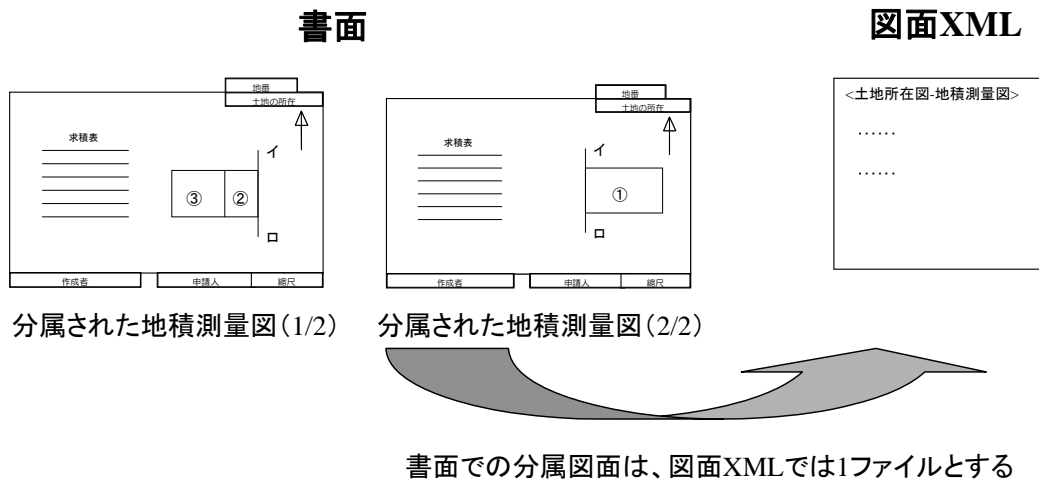 書面
図面XML
地番
土地の所在
求積表
イ
③
②
ロ
作成者
申請人
縮尺
分属された地積測量図(1/2)
地番
土地の所在
求積表
イ
①
ロ
作成者
申請人
縮尺
分属された地積測量図(2/2)
<土地所在図-地積測量図>
……
……
書面での分属図面は、図面XMLでは1ファイルとする